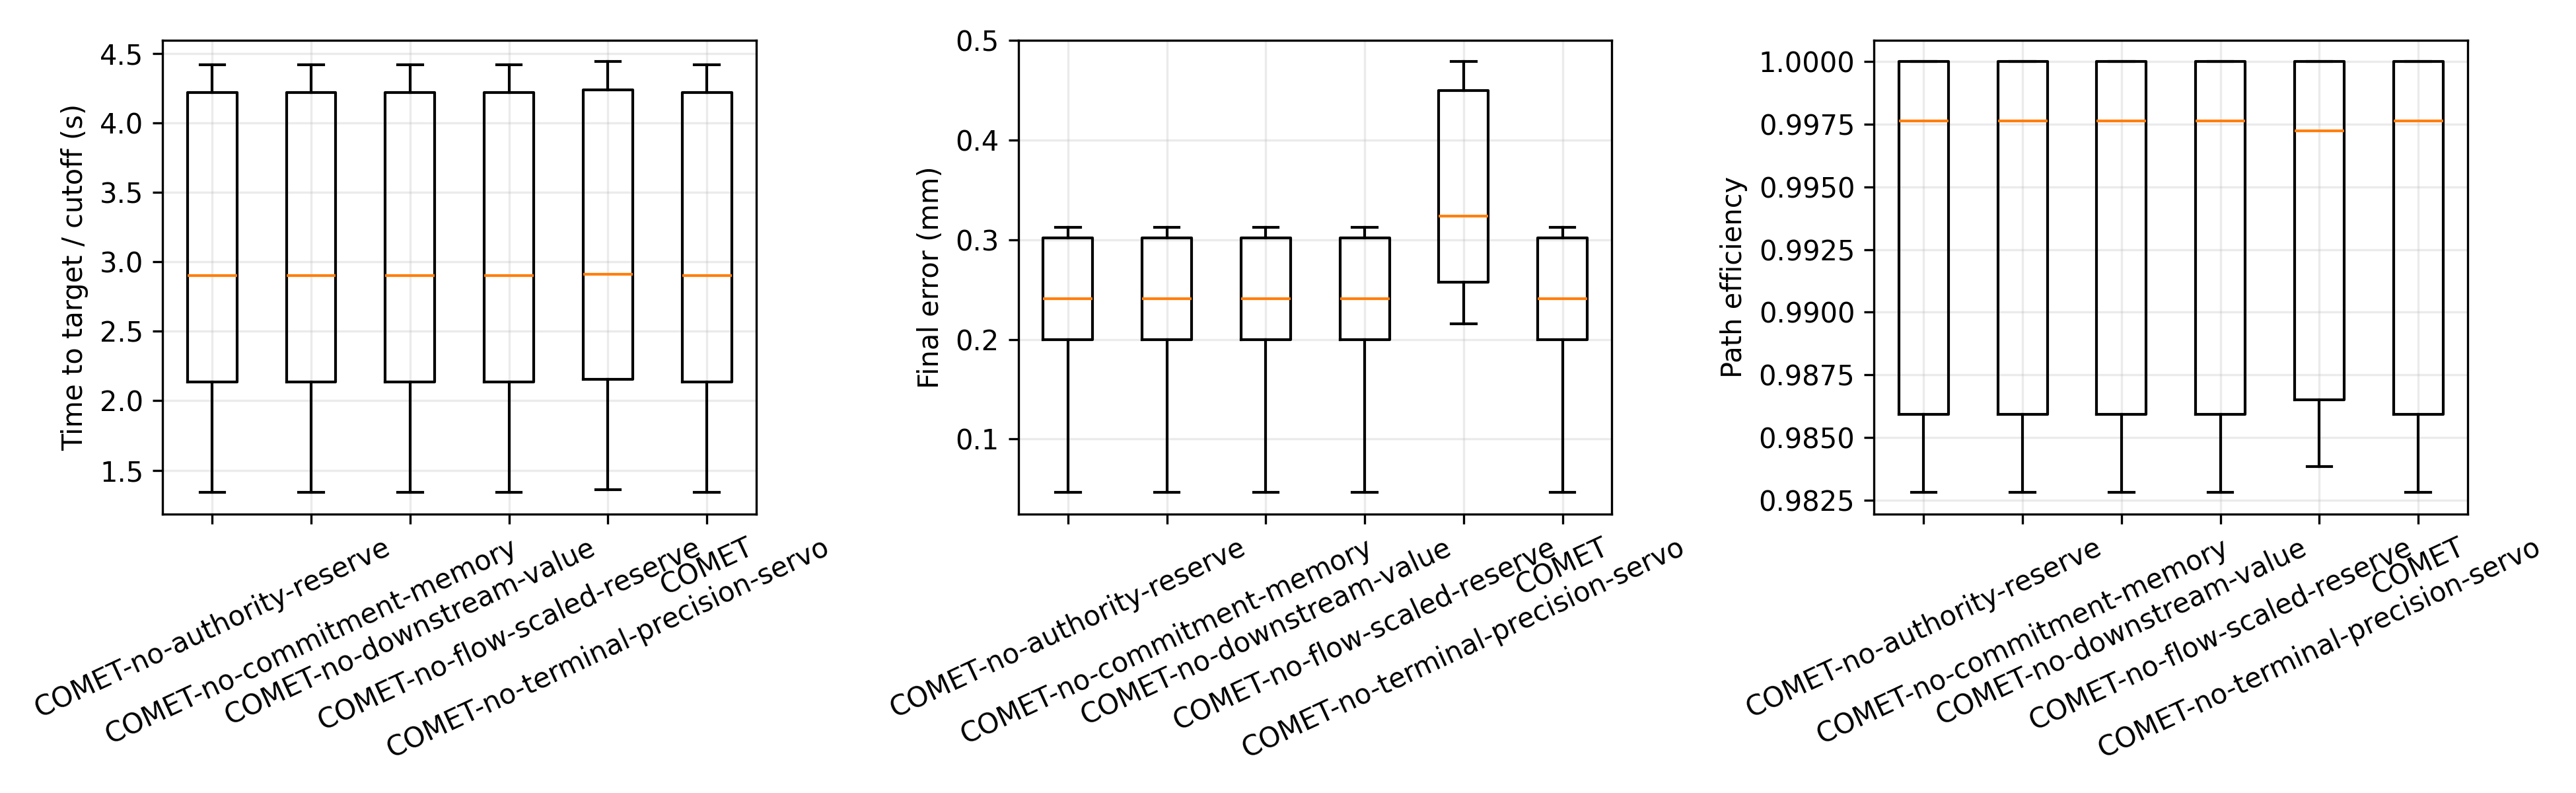 Time to target / cutoff (s)
4.5
4.0
3.5
3.0
2.5
2.0
1.5
COMET-no-authority-reserve
COMET-no-commitment-memory
COMET-no-downstream-value
COMET-no-flow-scaled-reserve
COMET-no-terminal-precision-servo
COMET
Final error (mm)
0.5
0.4
0.3
0.2
0.1
COMET-no-authority-reserve
COMET-no-commitment-memory
COMET-no-downstream-value
COMET-no-flow-scaled-reserve
COMET-no-terminal-precision-servo
COMET
Path efficiency
1.0000
0.9975
0.9950
0.9925
0.9900
0.9875
0.9850
0.9825
COMET-no-authority-reserve
COMET-no-commitment-memory
COMET-no-downstream-value
COMET-no-flow-scaled-reserve
COMET-no-terminal-precision-servo
COMET